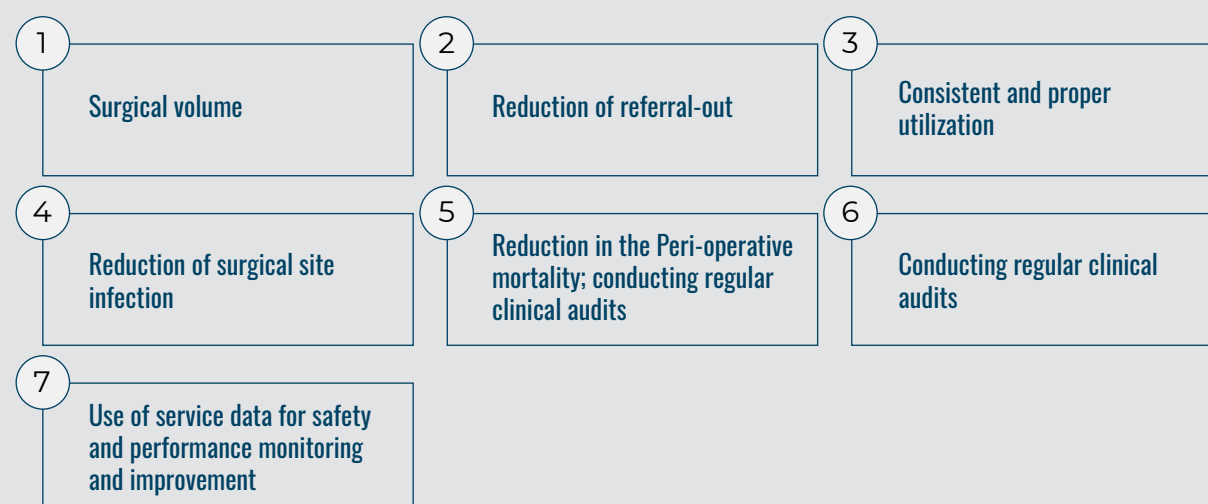 1
Surgical volume
2
Reduction of referral-out
3
Consistent and proper
utilization
4
Reduction of surgical site
infection
5
Reduction in the Peri-operative
mortality; conducting regular
clinical audits
6
Conducting regular clinical
audits
7
Use of service data for safety
and performance monitoring
and improvement